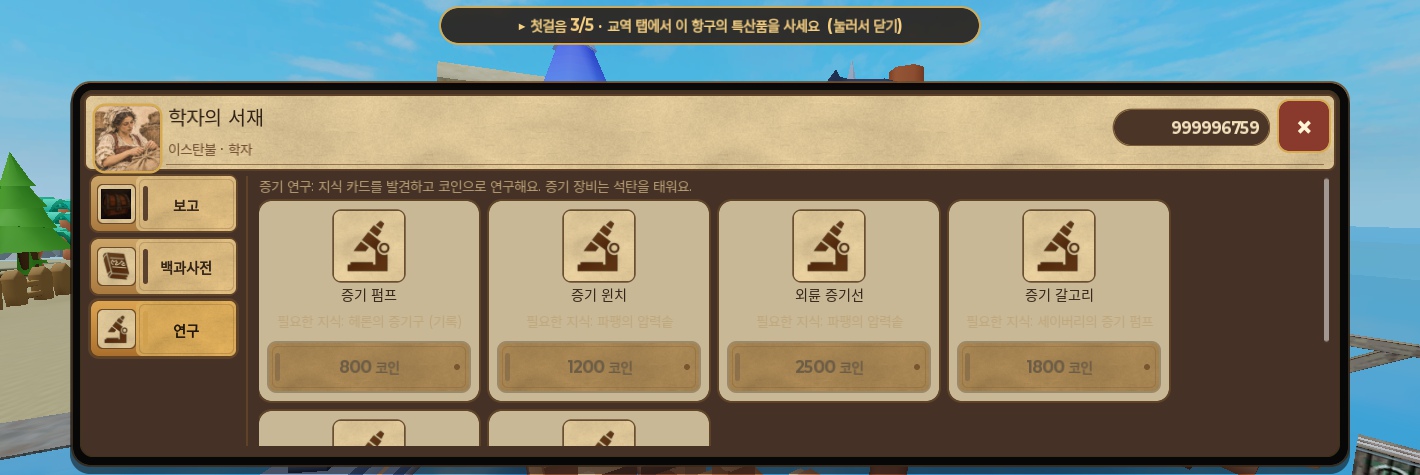 ▸ 첫걸음 3/5 · 교역 탭에서 이 항구의 특산품을 사세요 (눌러서 닫기)
학자의 서재
이스탄불 · 학자
999996759
×
보고
백과사전
연구
증기 연구: 지식 카드를 발견하고 코인으로 연구해요. 증기 장비는 석탄을 태워요.
증기 펌프
필요한 지식: 헤론의 증기구 (기록)
800 코인
증기 윈치
필요한 지식: 파팽의 압력솥
1200 코인
외륜 증기선
필요한 지식: 파팽의 압력솥
2500 코인
증기 갈고리
필요한 지식: 세이버리의 증기 펌프
1800 코인